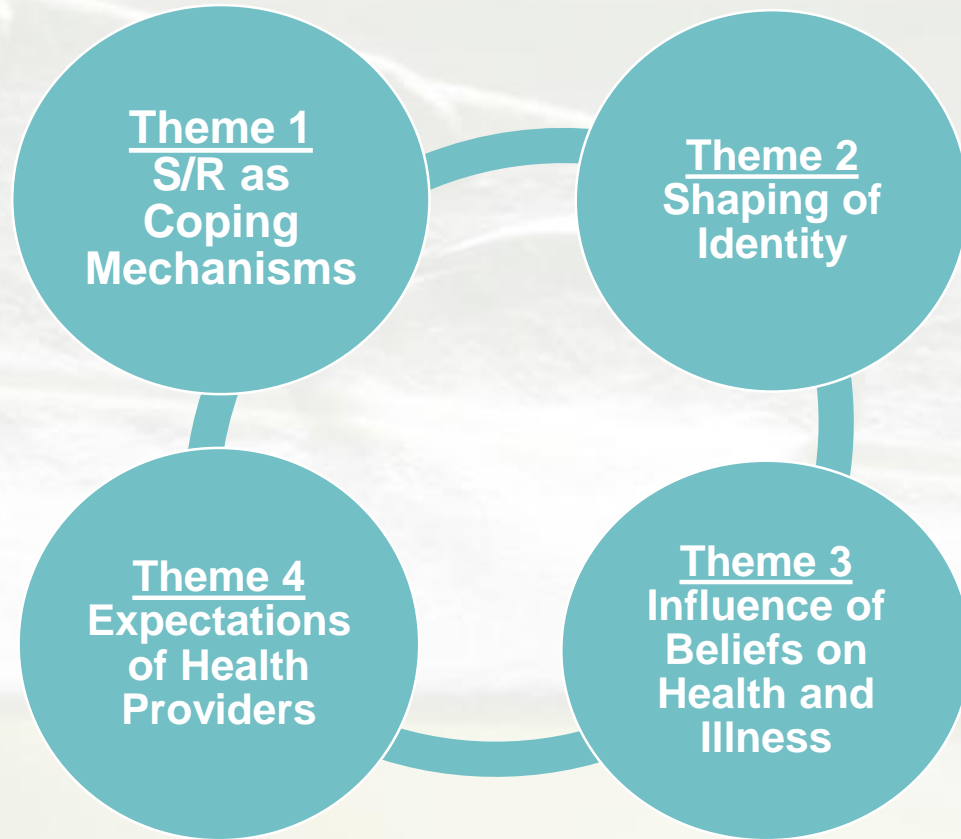 Theme 1
S/R as
Coping
Mechanisms
Theme 2
Shaping of
Identity
Theme 3
Influence of
Beliefs on
Health and
Illness
Theme 4
Expectations
of Health
Providers